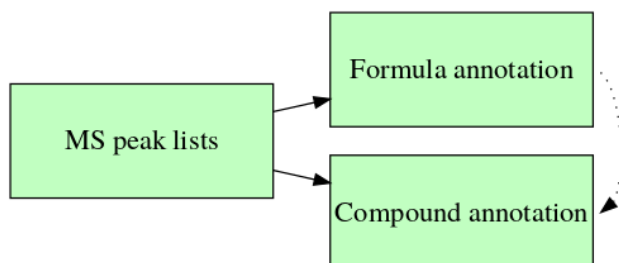 Formula annotation
MS peak lists
Compound annotation